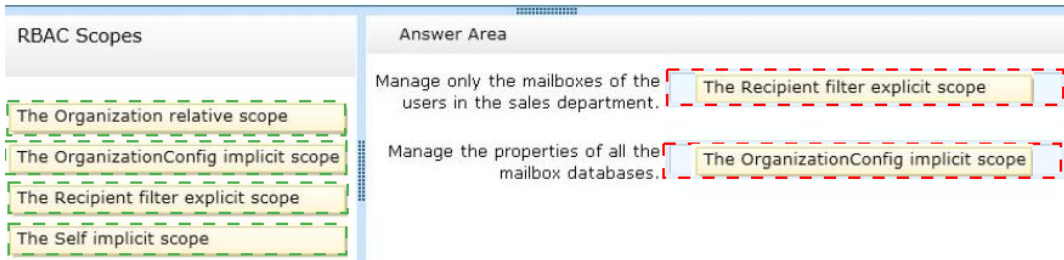 RBAC Scopes
The Organization relative scope
The OrganizationConfig implicit scope
The Recipient filter explicit scope
The Self implicit scope
Answer Area
Manage only the mailboxes of the
users in the sales department.
The Recipient filter explicit scope
Manage the properties of all the
mailbox databases.
The OrganizationConfig implicit scope